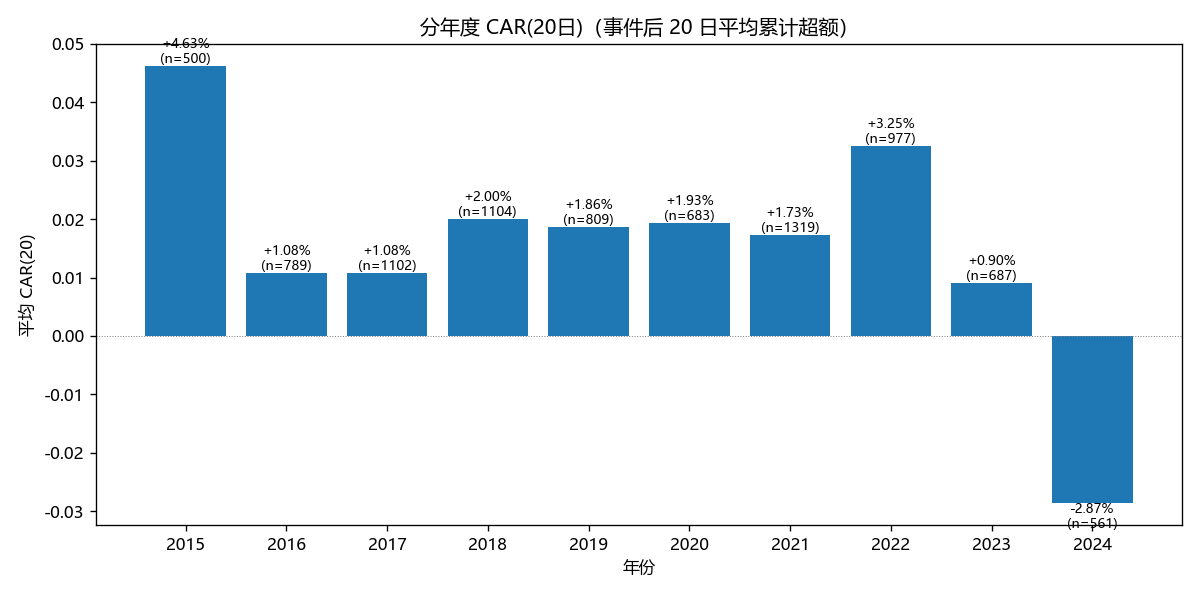 分年度 CAR(20日)（事件后 20 日平均累计超额）
平均 CAR(20)
0.05
0.04
0.03
0.02
0.01
0.00
-0.01
-0.02
-0.03
+4.63%
(n=500)
+1.08%
(n=789)
+1.08%
(n=1102)
+2.00%
(n=1104)
+1.86%
(n=809)
+1.93%
(n=683)
+1.73%
(n=1319)
+3.25%
(n=977)
+0.90%
(n=687)
-2.87%
(n=561)
2015 2016 2017 2018 2019 2020 2021 2022 2023 2024
年份